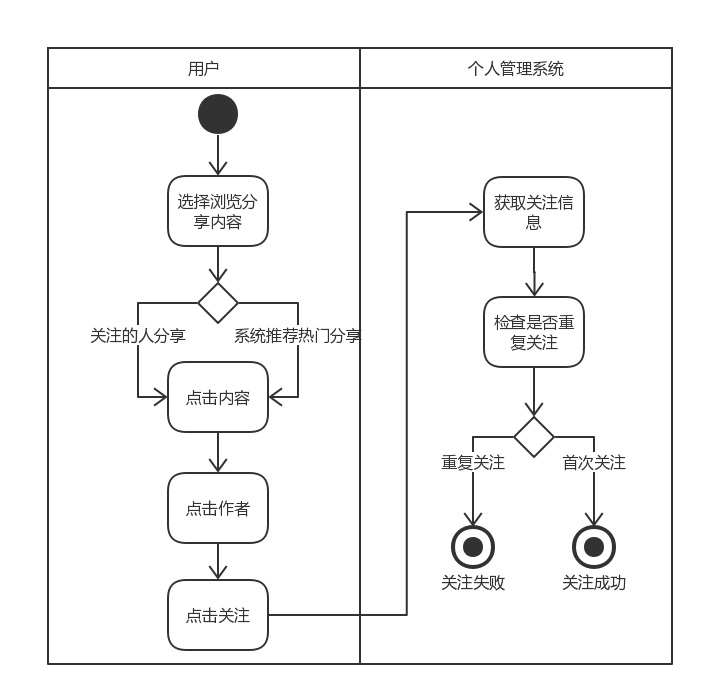 用户
个人管理系统
选择浏览分
享内容
关注的人分享
系统推荐热门分享
点击内容
点击作者
点击关注
获取关注信
息
检查是否重
复关注
重复关注
首次关注
关注失败
关注成功